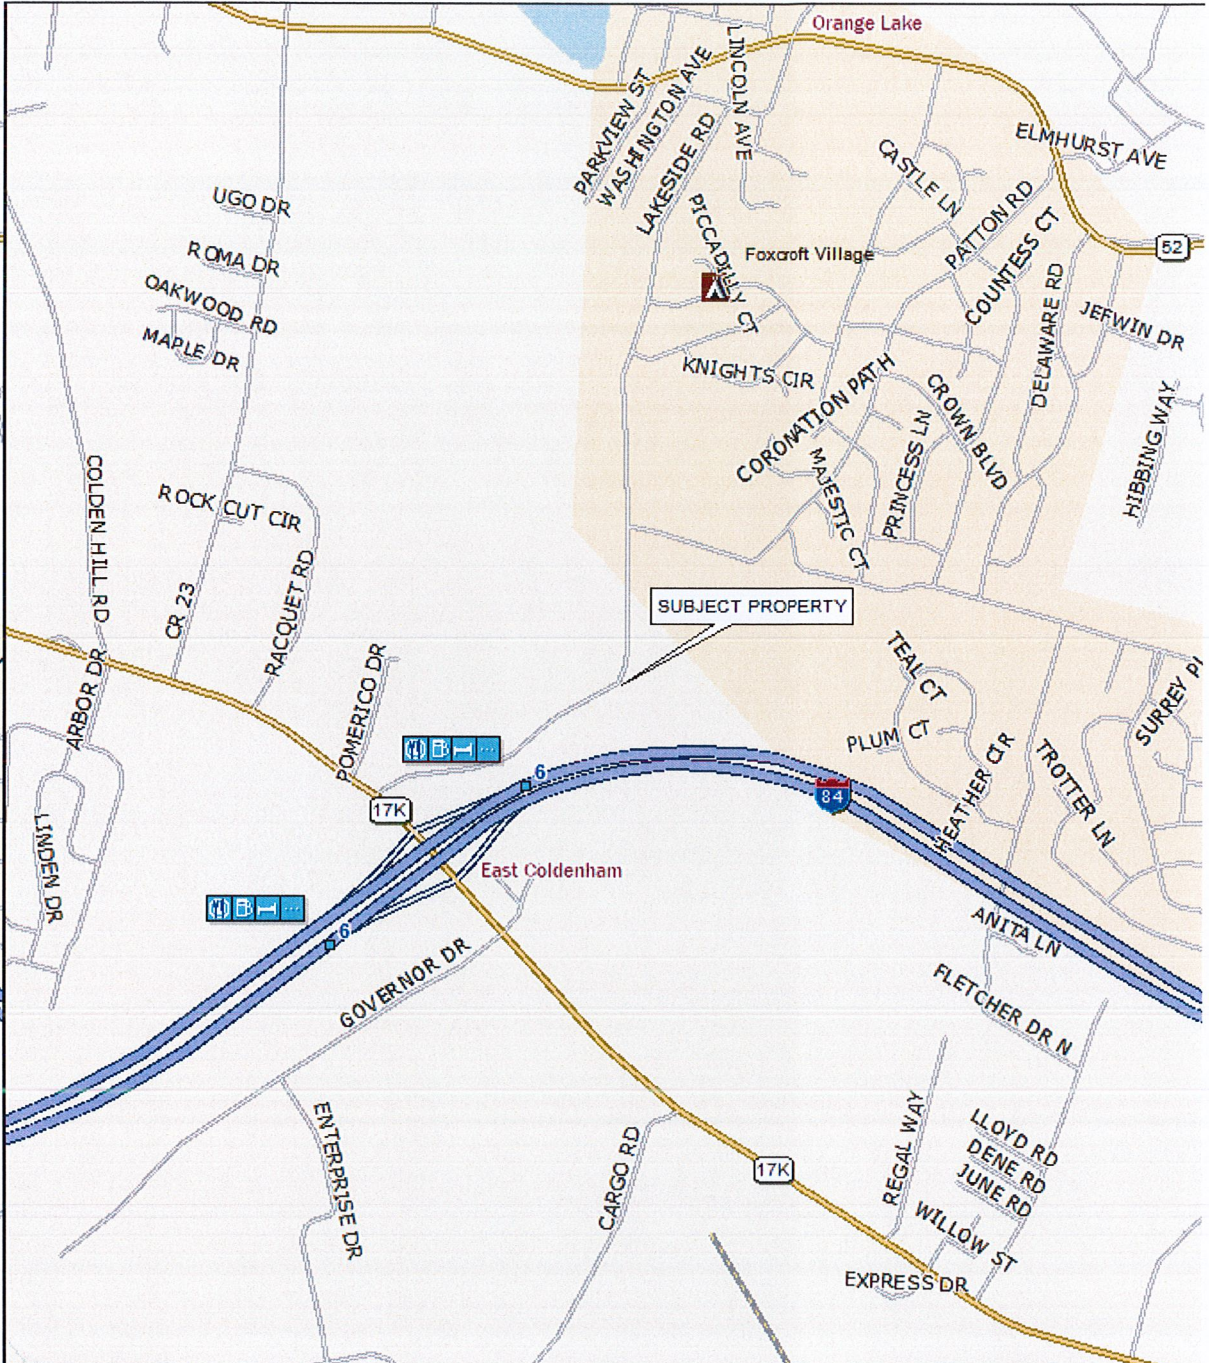 Orange Lake
PARKVIEW ST
WASHINGTON AVE
LINCOLN AVE
LAKESIDE RD
ELMHURST AVE
CASTLE LN
PATTON RD
COUNTESS CT
UGO DR
ROMA DR
OAKWOOD RD
MAPLE DR
PICCADILLY CT
Foxcroft Village
52
DELAWARE RD
JEFWIN DR
KNIGHTS CIR
CORONATION PATH
CROWN BLVD
PRINCESS LN
MAJESTIC CT
HIBBING WAY
COLDEN HILL RD
ROCK CUT CIR
CR 23
RACQUET RD
SUBJECT PROPERTY
ARBOR DR
POMERICO DR
TEAL CT
PLUM CT
HEATHER CIR
TROTTER LN
SURREY PL
6
17K
84
LINDEN DR
East Coldenham
6
GOVERNOR DR
ANITA LN
FLETCHER DR N
ENTERPRISE DR
CARGO RD
17K
REGAL WAY
LLOYD RD
DENE RD
JUNE RD
WILLOW ST
EXPRESS DR